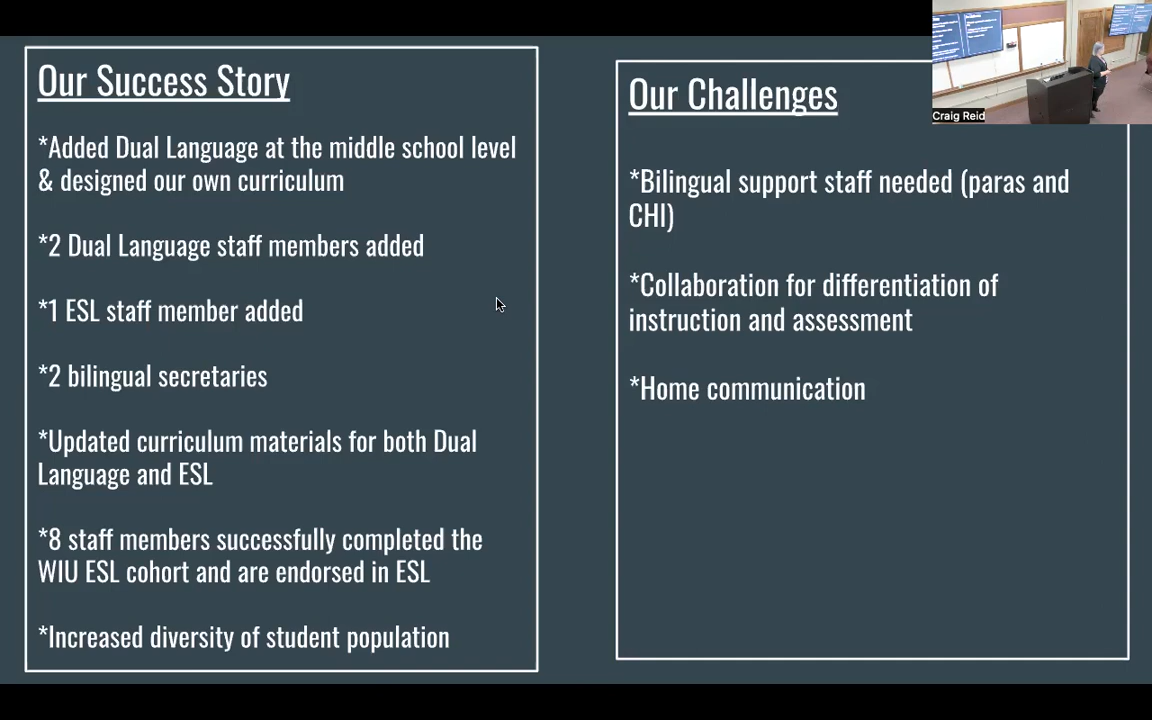 Our Success Story
*Added Dual Language at the middle school level
& designed our own curriculum
*2 Dual Language staff members added
*1 ESL staff member added
*2 bilingual secretaries
*Updated curriculum materials for both Dual
Language and ESL
*8 staff members successfully completed the
WIU ESL cohort and are endorsed in ESL
*Increased diversity of student population
Our Challenges
*Bilingual support staff needed (paras and
CHI)
*Collaboration for differentiation of
instruction and assessment
*Home communication
Craig Reid